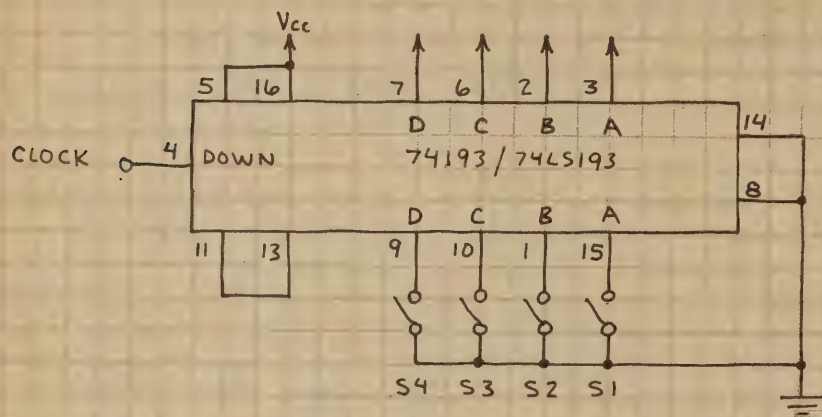 Vcc
5 16 7 6 2 3
D C B A 14
CLOCK 4 DOWN 74193/74LS193
8
D C B A
11 13 9 10 1 15
S4 S3 S2 S1